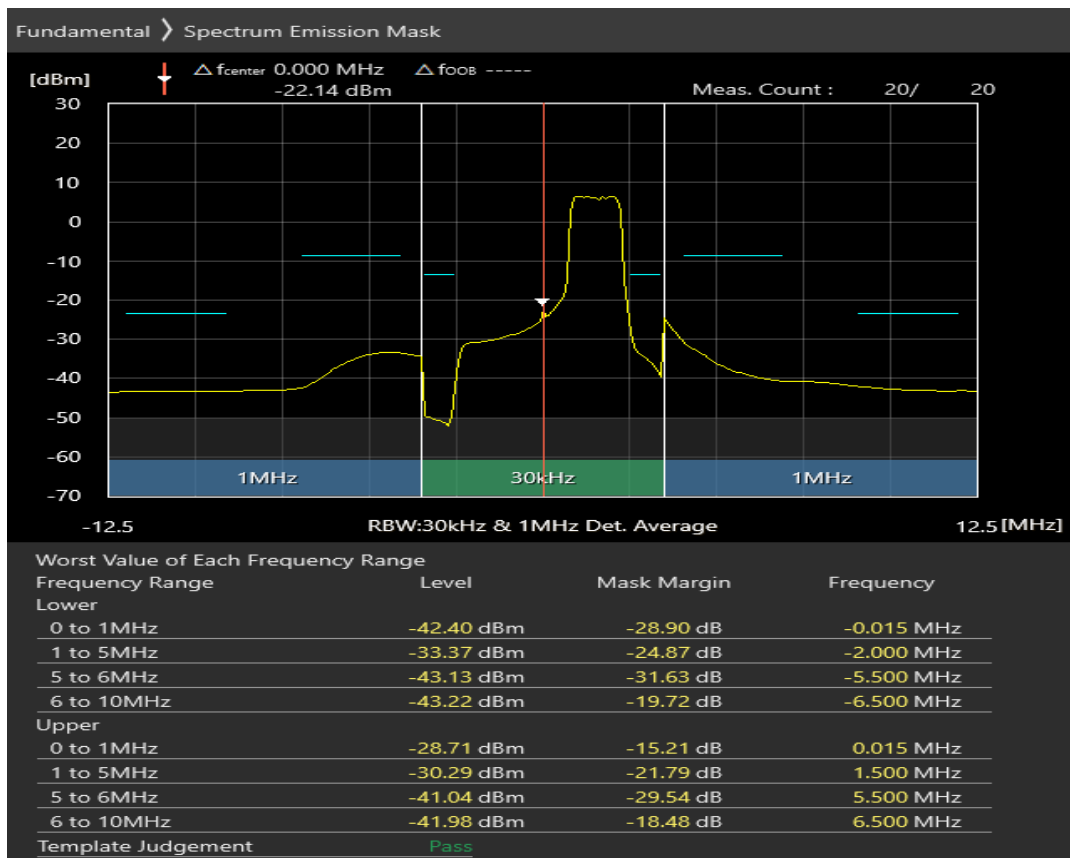 Fundamental ❯ Spectrum Emission Mask
[dBm]
△ fcenter 0.000 MHz △ fOOB -----
-22.14 dBm
Meas. Count : 20/ 20
30
20
10
0
-10
-20
-30
-40
-50
-60
-70
1MHz 30kHz 1MHz
-12.5 RBW:30kHz & 1MHz Det. Average 12.5 [MHz]
Worst Value of Each Frequency Range
Frequency Range Level Mask Margin Frequency
Lower
0 to 1MHz -42.40 dBm -28.90 dB -0.015 MHz
1 to 5MHz -33.37 dBm -24.87 dB -2.000 MHz
5 to 6MHz -43.13 dBm -31.63 dB -5.500 MHz
6 to 10MHz -43.22 dBm -19.72 dB -6.500 MHz
Upper
0 to 1MHz -28.71 dBm -15.21 dB 0.015 MHz
1 to 5MHz -30.29 dBm -21.79 dB 1.500 MHz
5 to 6MHz -41.04 dBm -29.54 dB 5.500 MHz
6 to 10MHz -41.98 dBm -18.48 dB 6.500 MHz
Template Judgement Pass